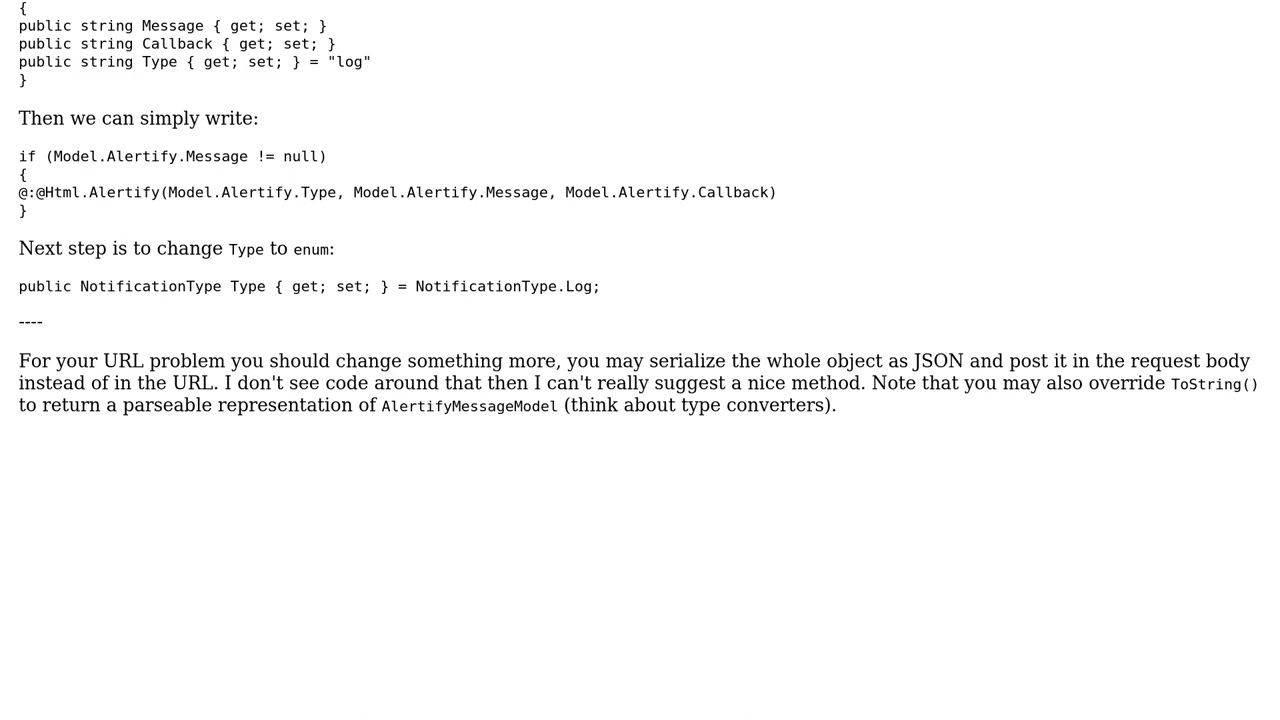 {
public string Message { get; set; }
public string Callback { get; set; }
public string Type { get; set; } = "log"
}
Then we can simply write:
if (Model.Alertify.Message != null)
{
@:@Html.Alertify(Model.Alertify.Type, Model.Alertify.Message, Model.Alertify.Callback)
}
Next step is to change Type to enum:
public NotificationType Type { get; set; } = NotificationType.Log;
----
For your URL problem you should change something more, you may serialize the whole object as JSON and post it in the request body
instead of in the URL. I don't see code around that then I can't really suggest a nice method. Note that you may also override ToString()
to return a parseable representation of AlertifyMessageModel (think about type converters).